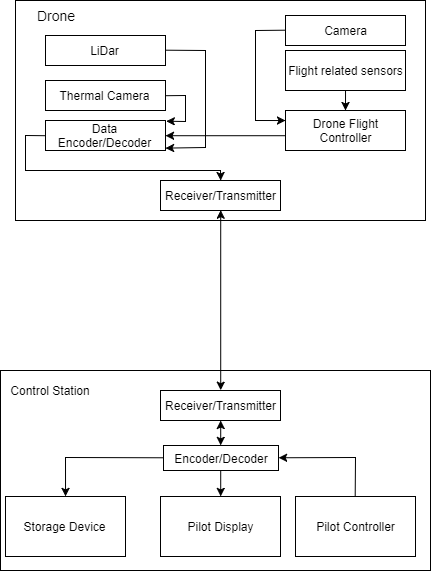 Drone
LiDar
Camera
Thermal Camera
Flight related sensors
Data
Encoder/Decoder
Drone Flight
Controller
Receiver/Transmitter
Control Station
Receiver/Transmitter
Encoder/Decoder
Storage Device
Pilot Display
Pilot Controller